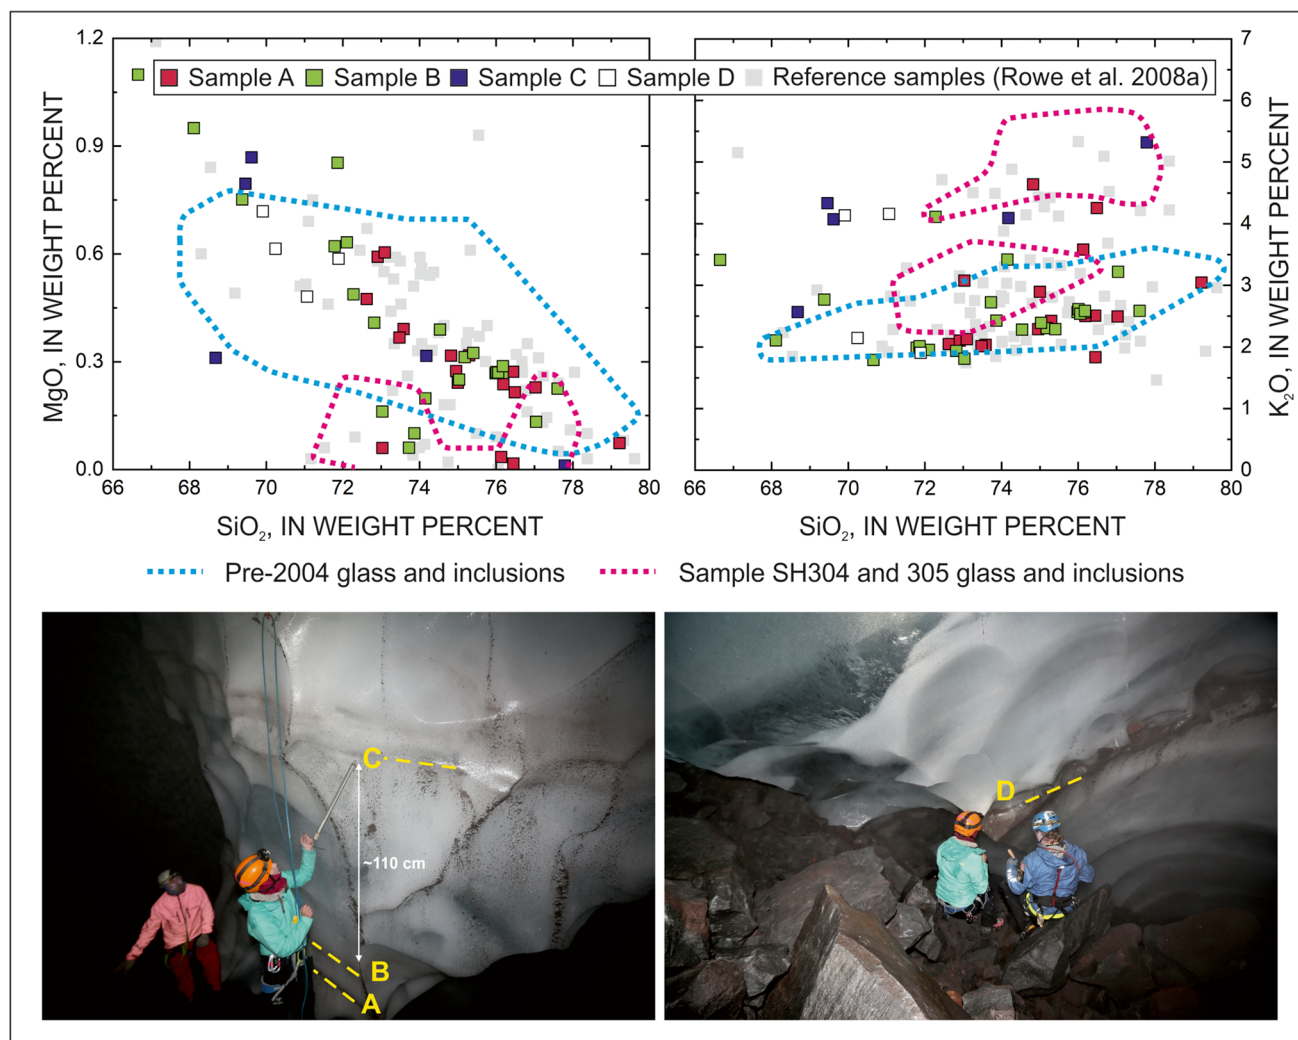 1.2
0.9
0.6
0.3
0.0
MgO, IN WEIGHT PERCENT
66 68 70 72 74 76 78 80
SiO₂, IN WEIGHT PERCENT
Sample A Sample B Sample C Sample D Reference samples (Rowe et al. 2008a)
7
6
5
4
3
2
1
0
K₂O, IN WEIGHT PERCENT
66 68 70 72 74 76 78 80
SiO₂, IN WEIGHT PERCENT
Pre-2004 glass and inclusions Sample SH304 and 305 glass and inclusions
C
~110 cm
B
A
D